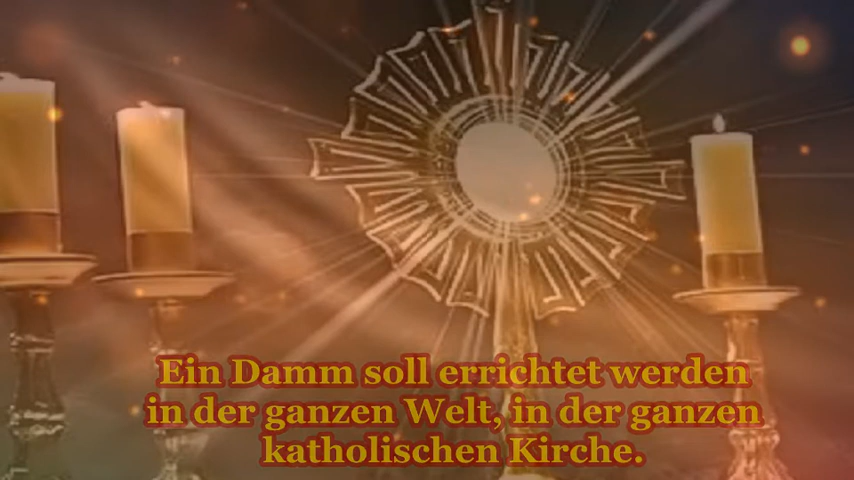 Ein Damm soll errichtet werden
in der ganzen Welt, in der ganzen
katholischen Kirche.